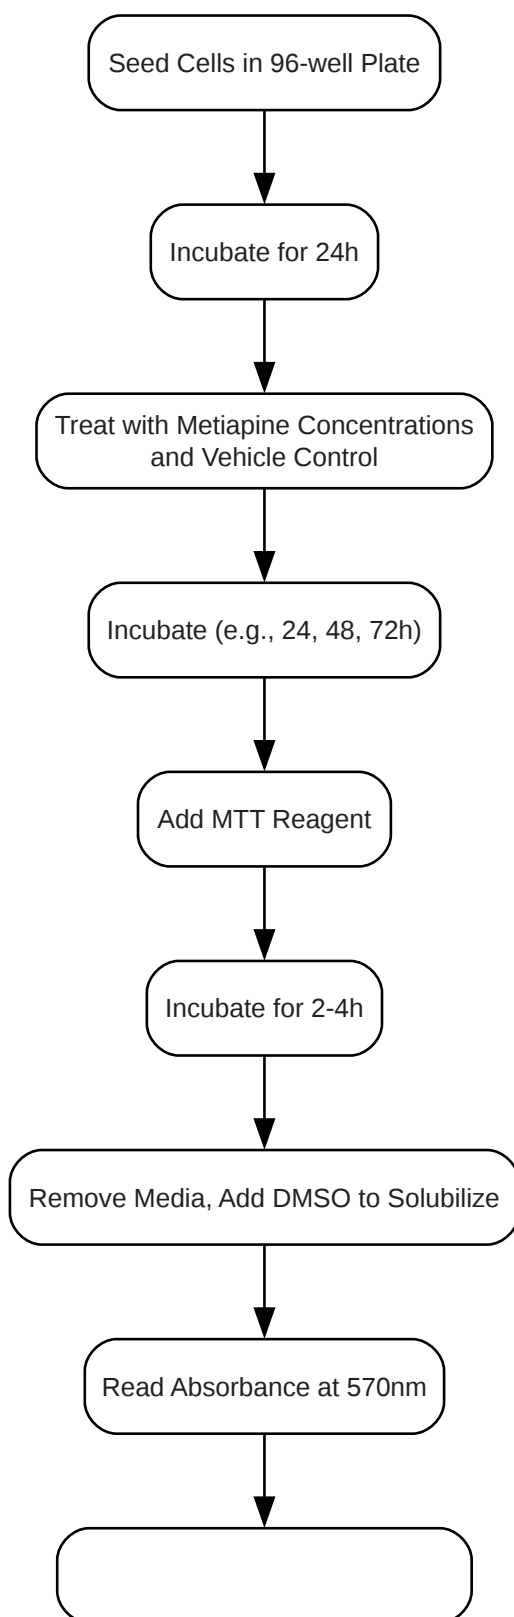 Seed Cells in 96-well Plate
Incubate for 24h
Treat with Metiapine Concentrations
and Vehicle Control
Incubate (e.g., 24, 48, 72h)
Add MTT Reagent
Incubate for 2-4h
Remove Media, Add DMSO to Solubilize
Read Absorbance at 570nm